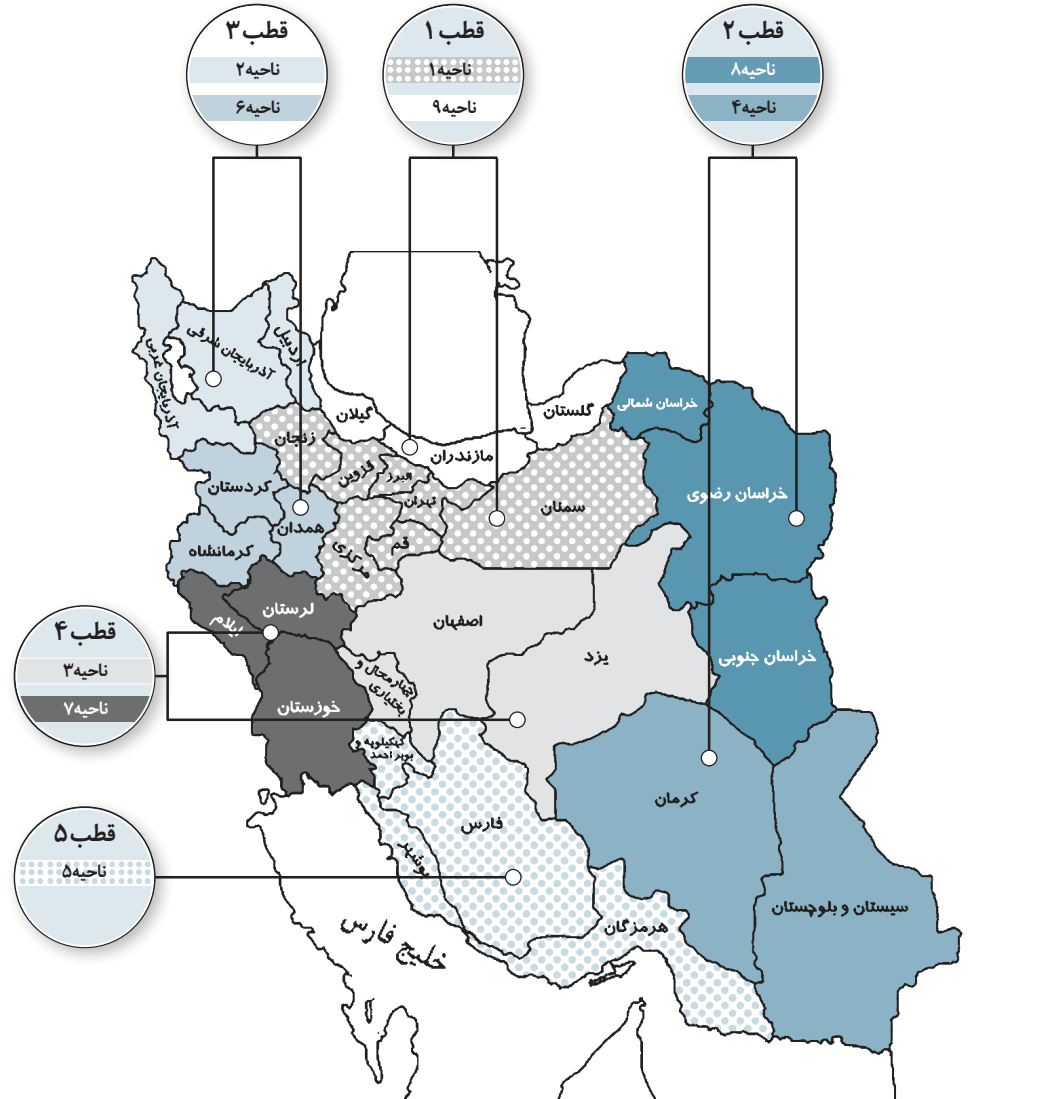 قطب ۳
ناحیه۲
ناحیه۶
قطب ۱
ناحیه۱
ناحیه۹
قطب ۲
ناحیه۸
ناحیه۴
آذربایجان شرقی
اردبیل
آذربایجان غربی
گیلان
گلستان
خراسان شمالی
زنجان
مازندران
قزوین
البرز
کردستان
تهران
سمنان
خراسان رضوی
همدان
کرمانشاه
قم
مرکزی
لرستان
ایلام
اصفهان
یزد
خراسان جنوبی
قطب ۴
ناحیه۳
ناحیه۷
چهارمحال و
بختیاری
خوزستان
کهکیلویه و
بویر احمد
کرمان
فارس
بوشهر
قطب ۵
ناحیه۵
سیستان و بلوچستان
هرمزگان
خلیج فارس